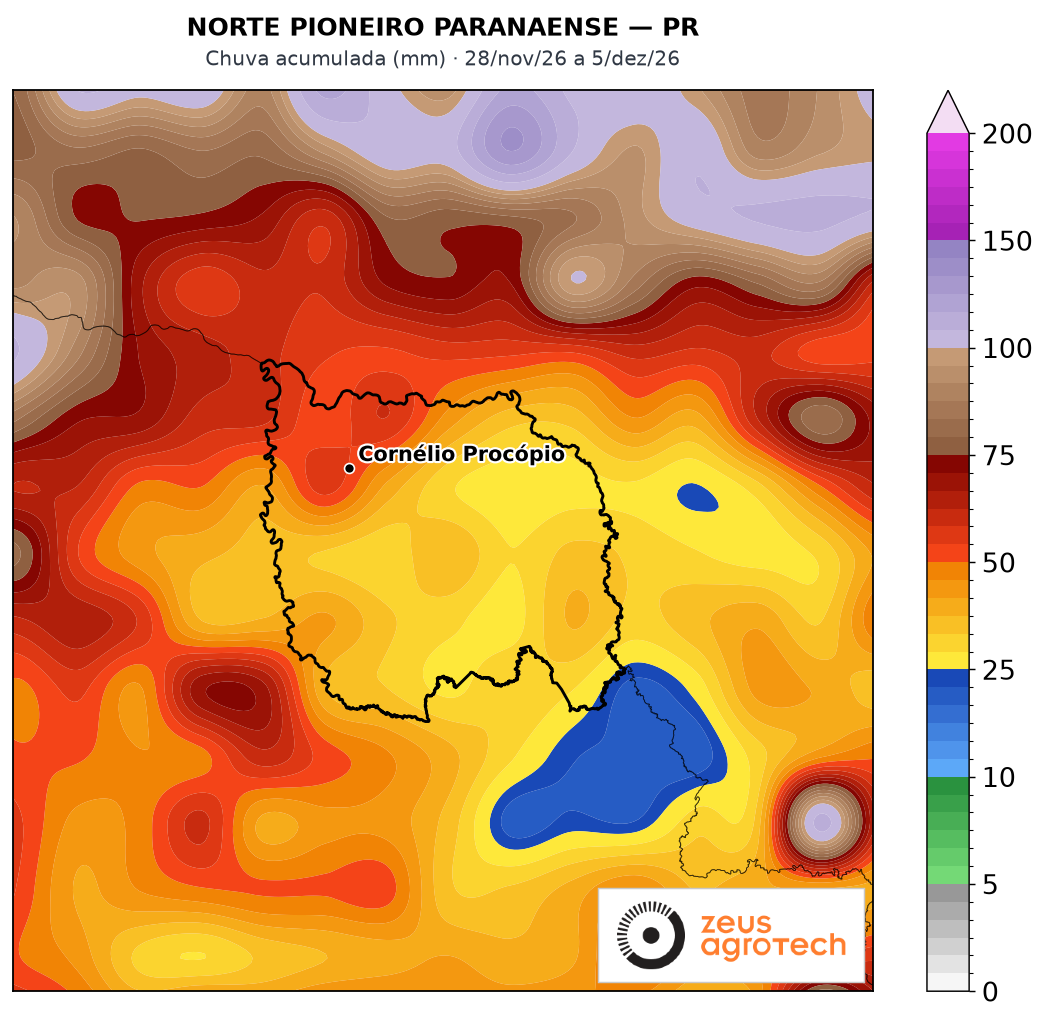 NORTE PIONEIRO PARANAENSE — PR
Chuva acumulada (mm) · 28/nov/26 a 5/dez/26
200
150
100
75
50
25
10
5
0
Cornélio Procópio
zeus
agrotech